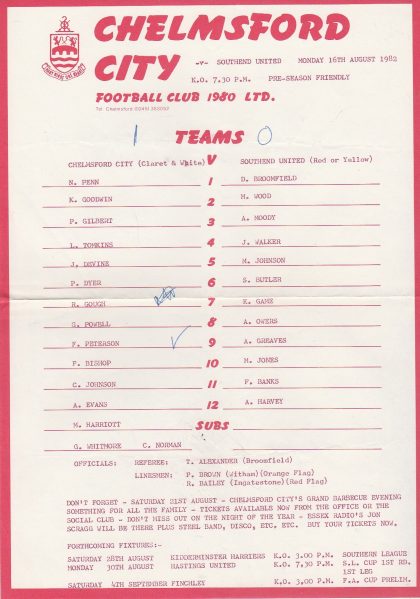 CHELMSFORD
CITY -v- SOUTHEND UNITED MONDAY 16TH AUGUST 1982
K.O. 7.30 P.M. PRE-SEASON FRIENDLY
FOOTBALL CLUB 1980 LTD.
Tel. Chelmsford (0245) 353052
1 TEAMS 0
CHELMSFORD CITY (Claret & White) V SOUTHEND UNITED (Red or Yellow)
N. PENN 1 D. BROOMFIELD
K. GOODWIN 2 H. WOOD
P. GILBERT 3 A. MOODY
L. TOMKINS 4 J. WALKER
J. DEVINE 5 M. JOHNSON
P. DYER 6 S. BUTLER
R. GOUGH 7 K. GAME
S. POWELL 8 A. OWERS
F. PETERSON 9 A. GREAVES
P. BISHOP 10 M. JONES
C. JOHNSON 11 F. BANKS
A. EVANS 12 A. HARVEY
M. HARRIOTT SUBS
G. WHITMORE C. NORMAN
OFFICIALS: REFEREE: T. ALEXANDER (Broomfield)
LINESMEN: P. BROWN (Witham)(Orange Flag)
R. BAILEY (Ingatestone)(Red Flag)
DON'T FORGET - SATURDAY 21ST AUGUST - CHELMSFORD CITY'S GRAND BARBECUE EVENING
SOMETHING FOR ALL THE FAMILY - TICKETS AVAILABLE NOW FROM THE OFFICE OR THE
SOCIAL CLUB - DON'T MISS OUT ON THE NIGHT OF THE YEAR - ESSEX RADIO'S JON
SCRAGG WILL BE THERE PLUS STEEL BAND, DISCO, ETC, ETC. BUT YOUR TICKETS NOW.
FORTHCOMING FIXTURES:-
SATURDAY 28TH AUGUST KIDDERMINSTER HARRIERS K.O. 3.00 P.M. SOUTHERN LEAGUE
MONDAY 30TH AUGUST HASTINGS UNITED K.O. 7.30 P.M. S.L. CUP 1ST RD.
1ST LEG
SATURDAY 4TH SEPTEMBER FINCHLEY K.O. 3.00 P.M. F.A. CUP PRELIM.